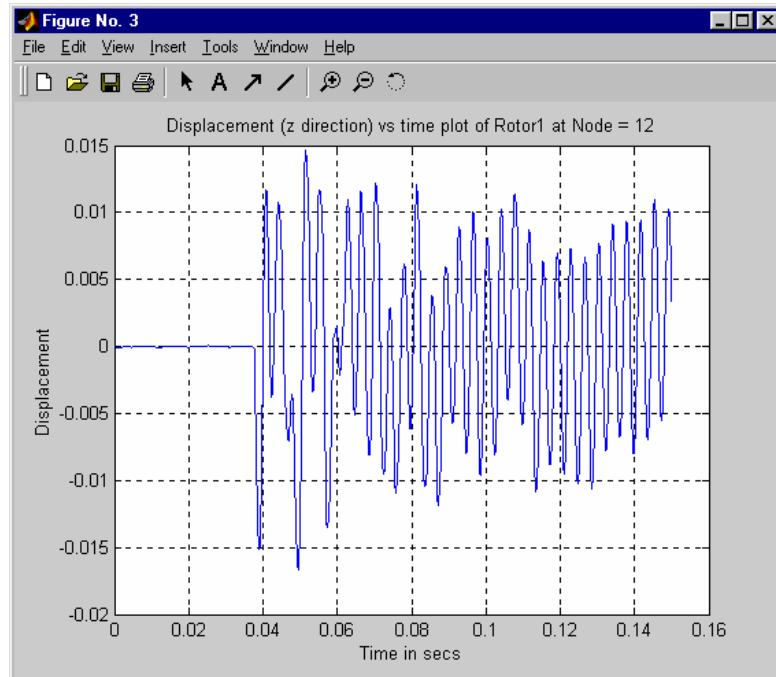 Figure No. 3
File Edit View Insert Tools Window Help
A
Displacement (z direction) vs time plot of Rotor1 at Node = 12
0.015
0.01
0.005
0
-0.005
-0.01
-0.015
-0.02
Displacement
0 0.02 0.04 0.06 0.08 0.1 0.12 0.14 0.16
Time in secs